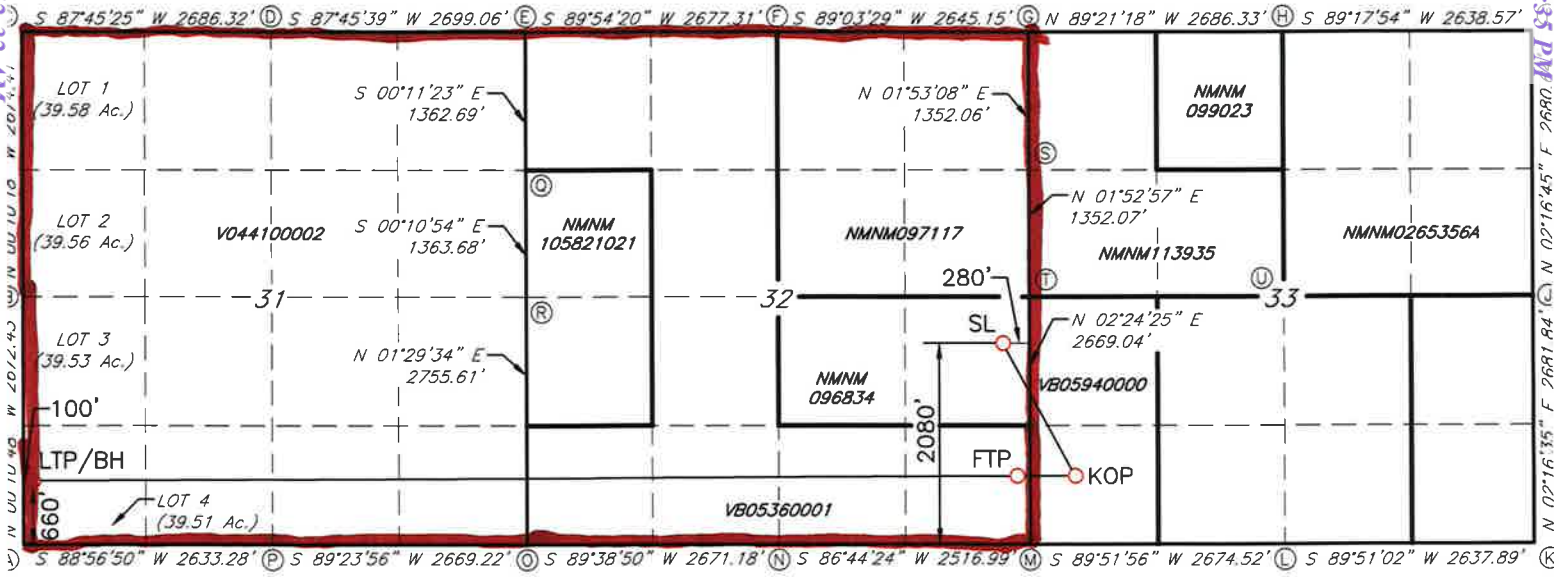 S 87°45'25" W 2686.32' D S 87°45'39" W 2699.06' E S 89°54'20" W 2677.31' F S 89°03'29" W 2645.15' G N 89°21'18" W 2686.33' H S 89°17'54" W 2638.57'
LOT 1
(39.58 Ac.)
S 00°11'23" E
1362.69'
N 01°53'08" E
1352.06'
NMNM
099023
S
Q
LOT 2
(39.56 Ac.)
V044100002
S 00°10'54" E
1363.68'
NMNM
105821021
NMNM097117
N 01°52'57" E
1352.07'
NMNM113935
NMNM0265356A
280'
T
U
31
R
32
33
SL
LOT 3
(39.53 Ac.)
N 01°29'34" E
2755.61'
NMNM
096834
N 02°24'25" E
2669.04'
VB05940000
100'
2080'
LTP/BH
FTP
KOP
660'
LOT 4
(39.51 Ac.)
VB05360001
A S 88°56'50" W 2633.28' P S 89°23'56" W 2669.22' O S 89°38'50" W 2671.18' N S 86°44'24" W 2516.99' M S 89°51'56" W 2674.52' L S 89°51'02" W 2637.89' K
N 02°16'35" E 2681.84' J N 02°16'45" E 2680.
35 PM